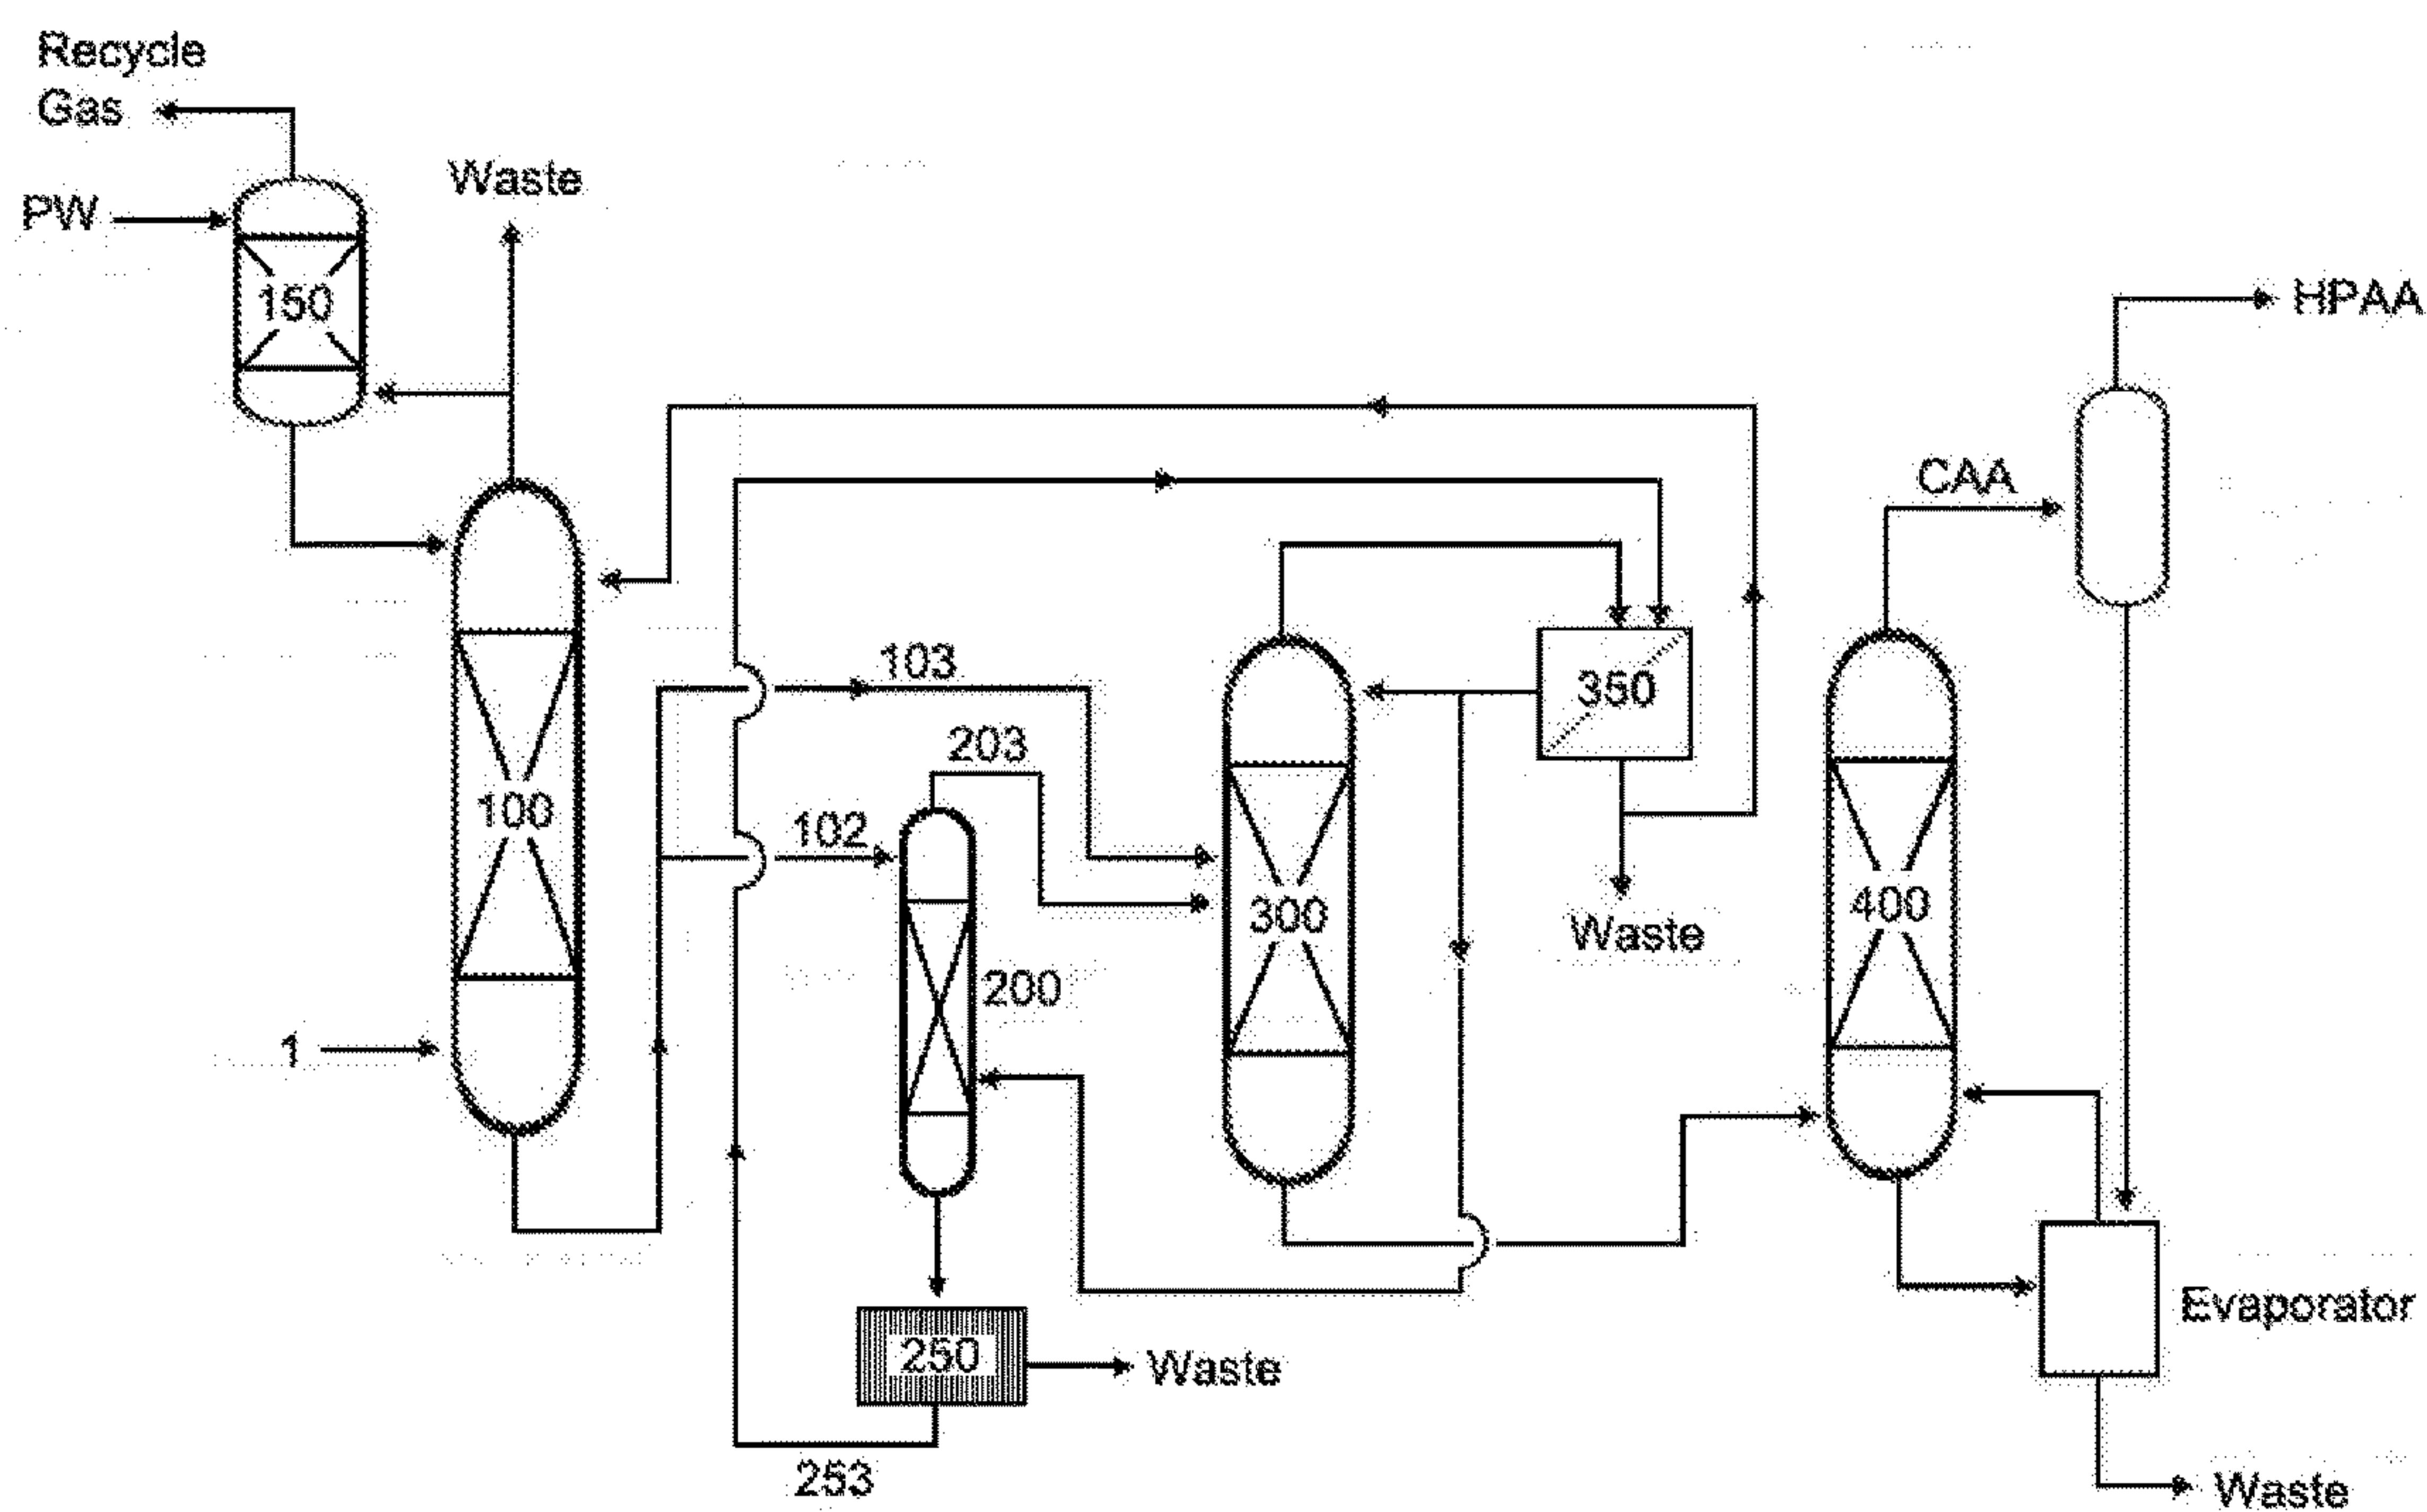 Recycle
Gas
PW
Waste
150
HPAA
CAA
103
350
203
100
102
300
400
Waste
200
1
Evaporator
250
Waste
253
Waste